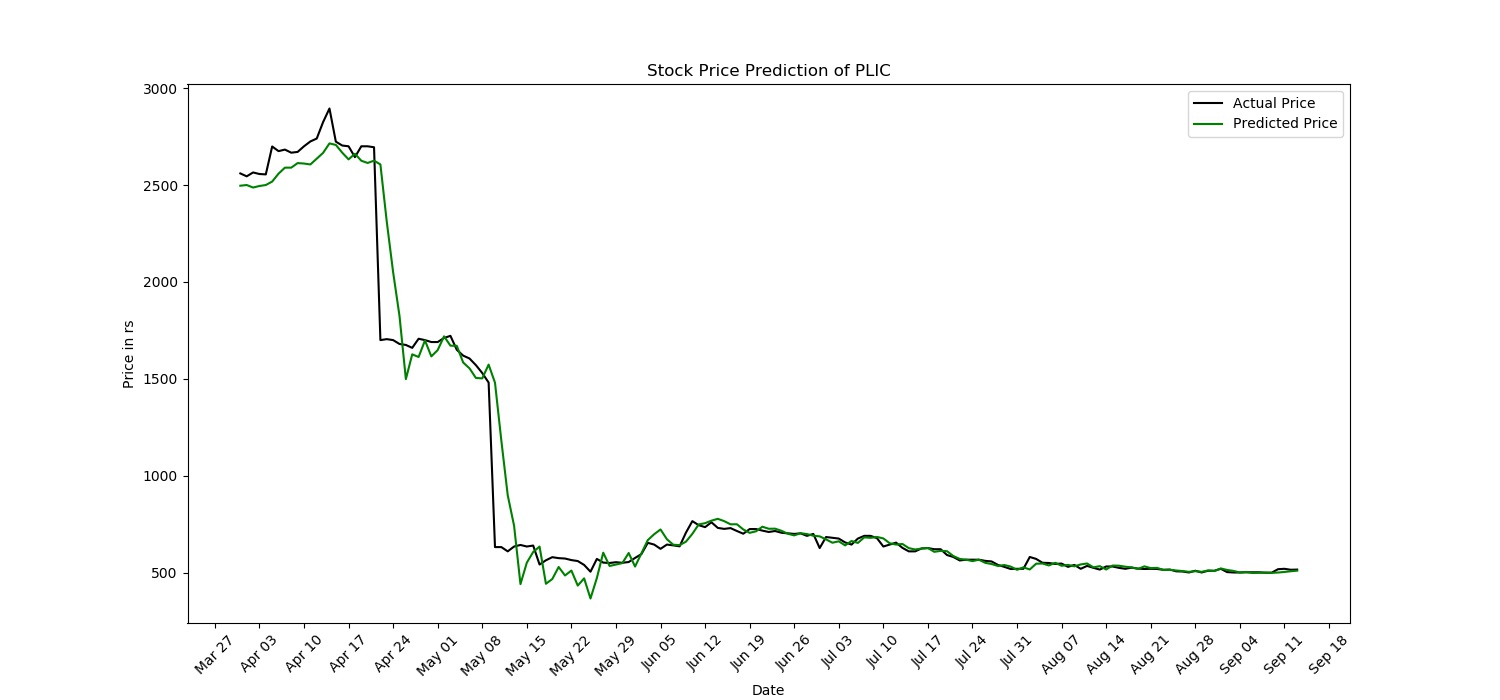 Stock Price Prediction of PLIC
Actual Price
Predicted Price
Price in rs
3000
2500
2000
1500
1000
500
Mar 27
Apr 03
Apr 10
Apr 17
Apr 24
May 01
May 08
May 15
May 22
May 29
Jun 05
Jun 12
Jun 19
Jun 26
Jul 03
Jul 10
Jul 17
Jul 24
Jul 31
Aug 07
Aug 14
Aug 21
Aug 28
Sep 04
Sep 11
Sep 18
Date